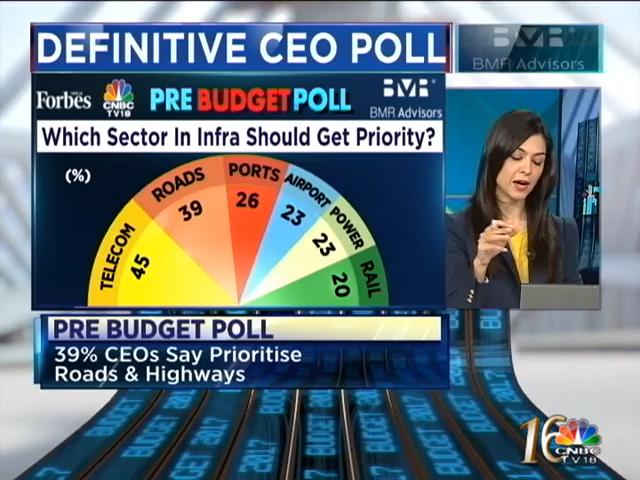 DEFINITIVE CEO POLL
BMR
BMR Advisors
Forbes
CNBC
TV18
PRE BUDGET POLL
BMR
BMR Advisors
Which Sector In Infra Should Get Priority?
(%)
TELECOM
45
ROADS
39
PORTS
26
AIRPORT
23
POWER
23
RAIL
20
PRE BUDGET POLL
39% CEOs Say Prioritise
Roads & Highways
BUDGET 2017
16
CNBC
TV18